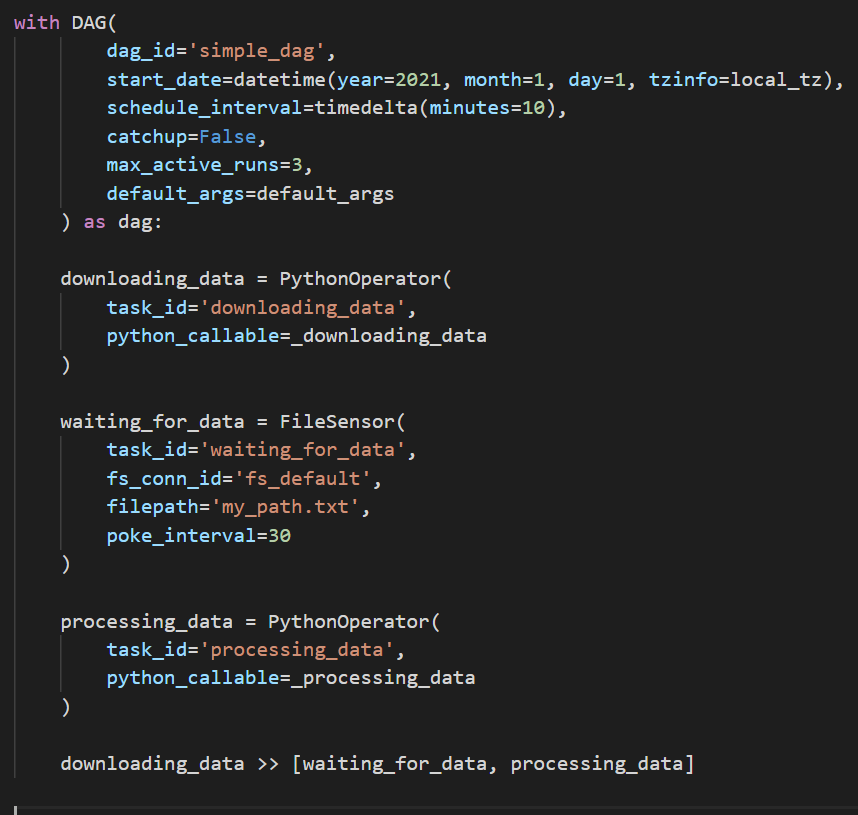 with DAG(
        dag_id='simple_dag',
        start_date=datetime(year=2021, month=1, day=1, tzinfo=local_tz),
        schedule_interval=timedelta(minutes=10),
        catchup=False,
        max_active_runs=3,
        default_args=default_args
    ) as dag:

    downloading_data = PythonOperator(
        task_id='downloading_data',
        python_callable=_downloading_data
    )

    waiting_for_data = FileSensor(
        task_id='waiting_for_data',
        fs_conn_id='fs_default',
        filepath='my_path.txt',
        poke_interval=30
    )

    processing_data = PythonOperator(
        task_id='processing_data',
        python_callable=_processing_data
    )

    downloading_data >> [waiting_for_data, processing_data]